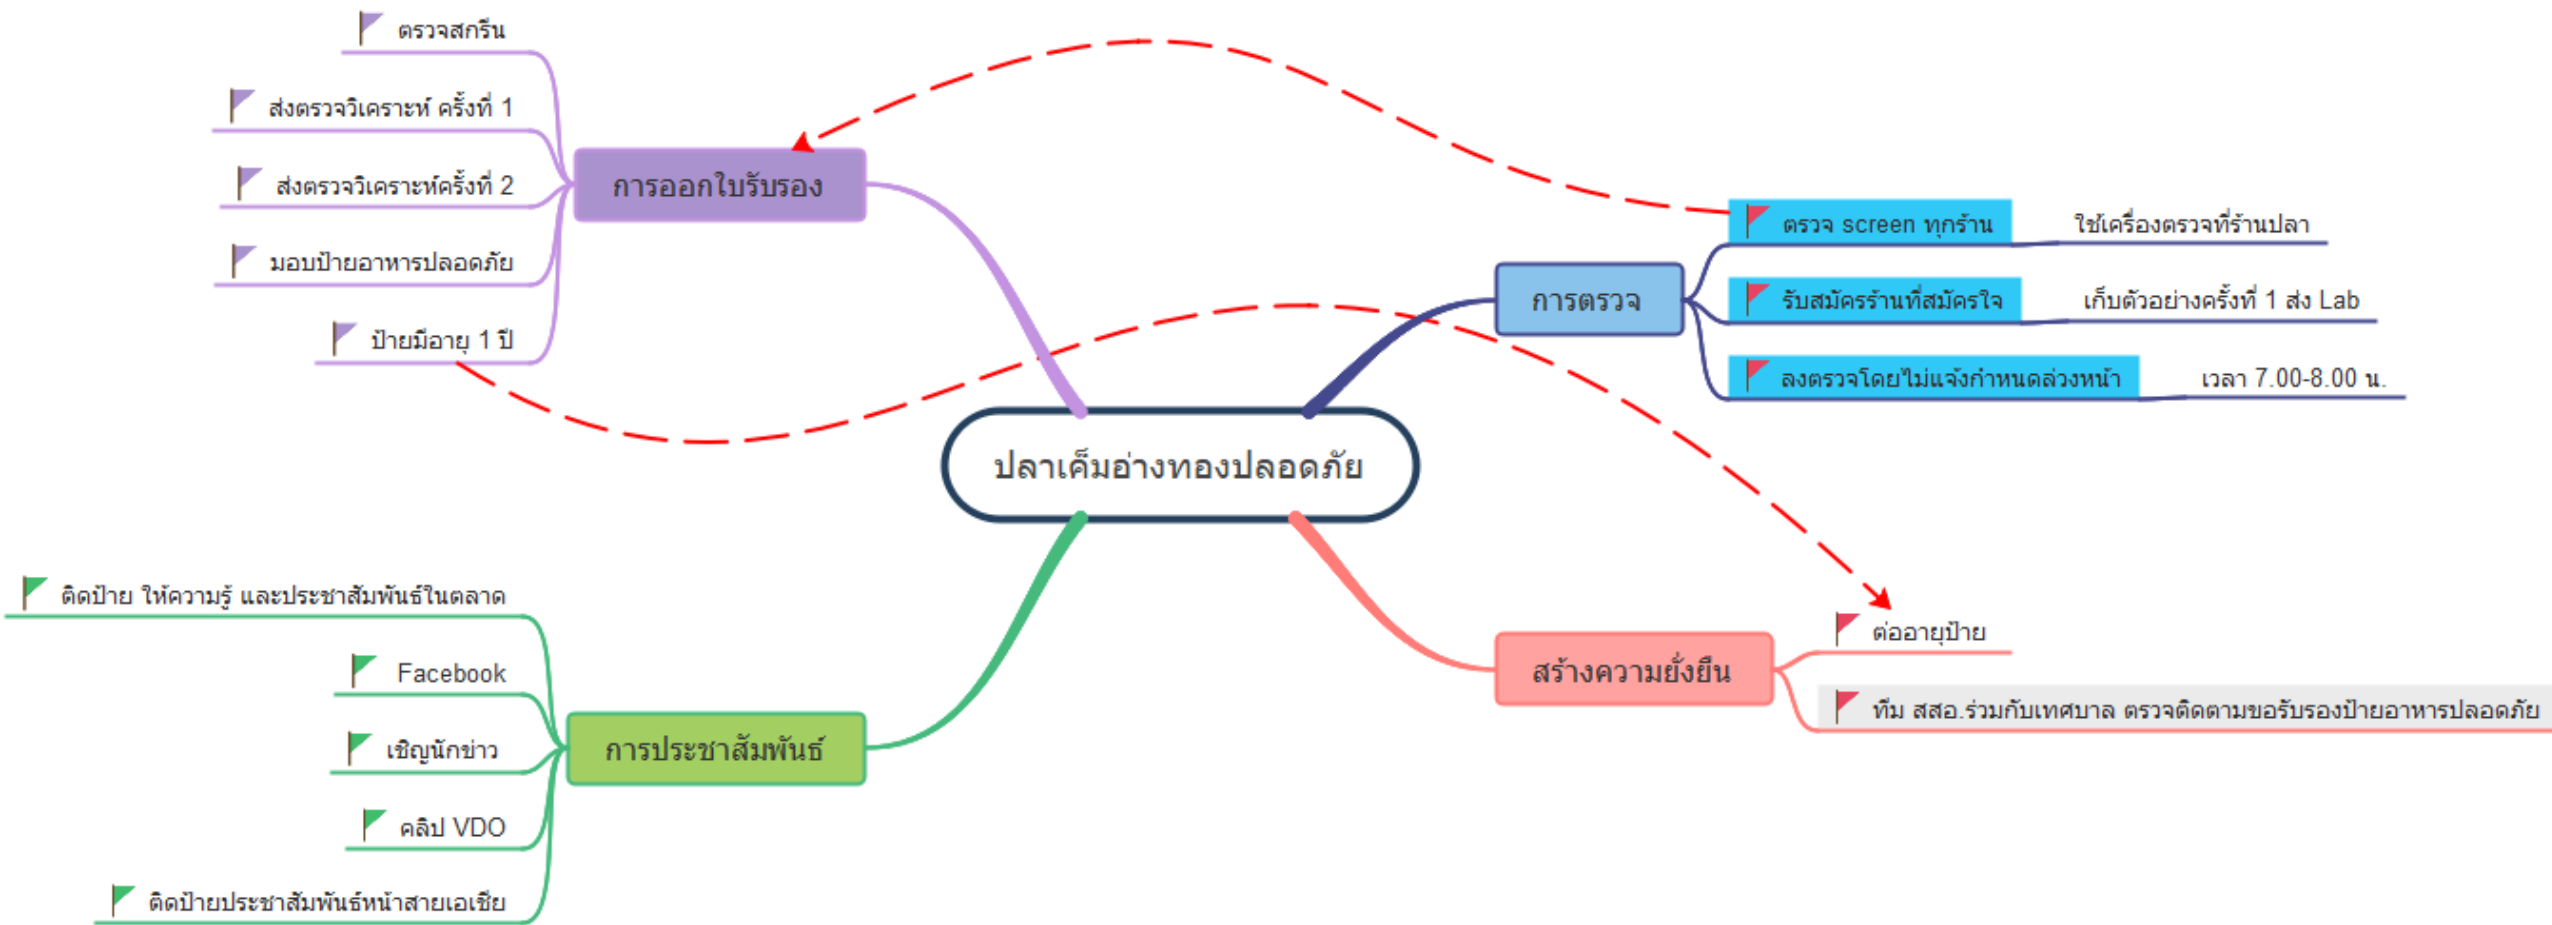 ปลาเค็มอ่างทองปลอดภัย
การออกใบรับรอง
ตรวจสกรีน
ส่งตรวจวิเคราะห์ ครั้งที่ 1
ส่งตรวจวิเคราะห์ครั้งที่ 2
มอบป้ายอาหารปลอดภัย
ป้ายมีอายุ 1 ปี
การตรวจ
ตรวจ screen ทุกร้าน
ใช้เครื่องตรวจที่ร้านปลา
รับสมัครร้านที่สมัครใจ
เก็บตัวอย่างครั้งที่ 1 ส่ง Lab
ลงตรวจโดยไม่แจ้งกำหนดล่วงหน้า
เวลา 7.00-8.00 น.
การประชาสัมพันธ์
ติดป้าย ให้ความรู้ และประชาสัมพันธ์ในตลาด
Facebook
เชิญนักข่าว
คลิป VDO
ติดป้ายประชาสัมพันธ์หน้าสายเอเชีย
สร้างความยั่งยืน
ต่ออายุป้าย
ทีม สสอ.ร่วมกับเทศบาล ตรวจติดตามขอรับรองป้ายอาหารปลอดภัย